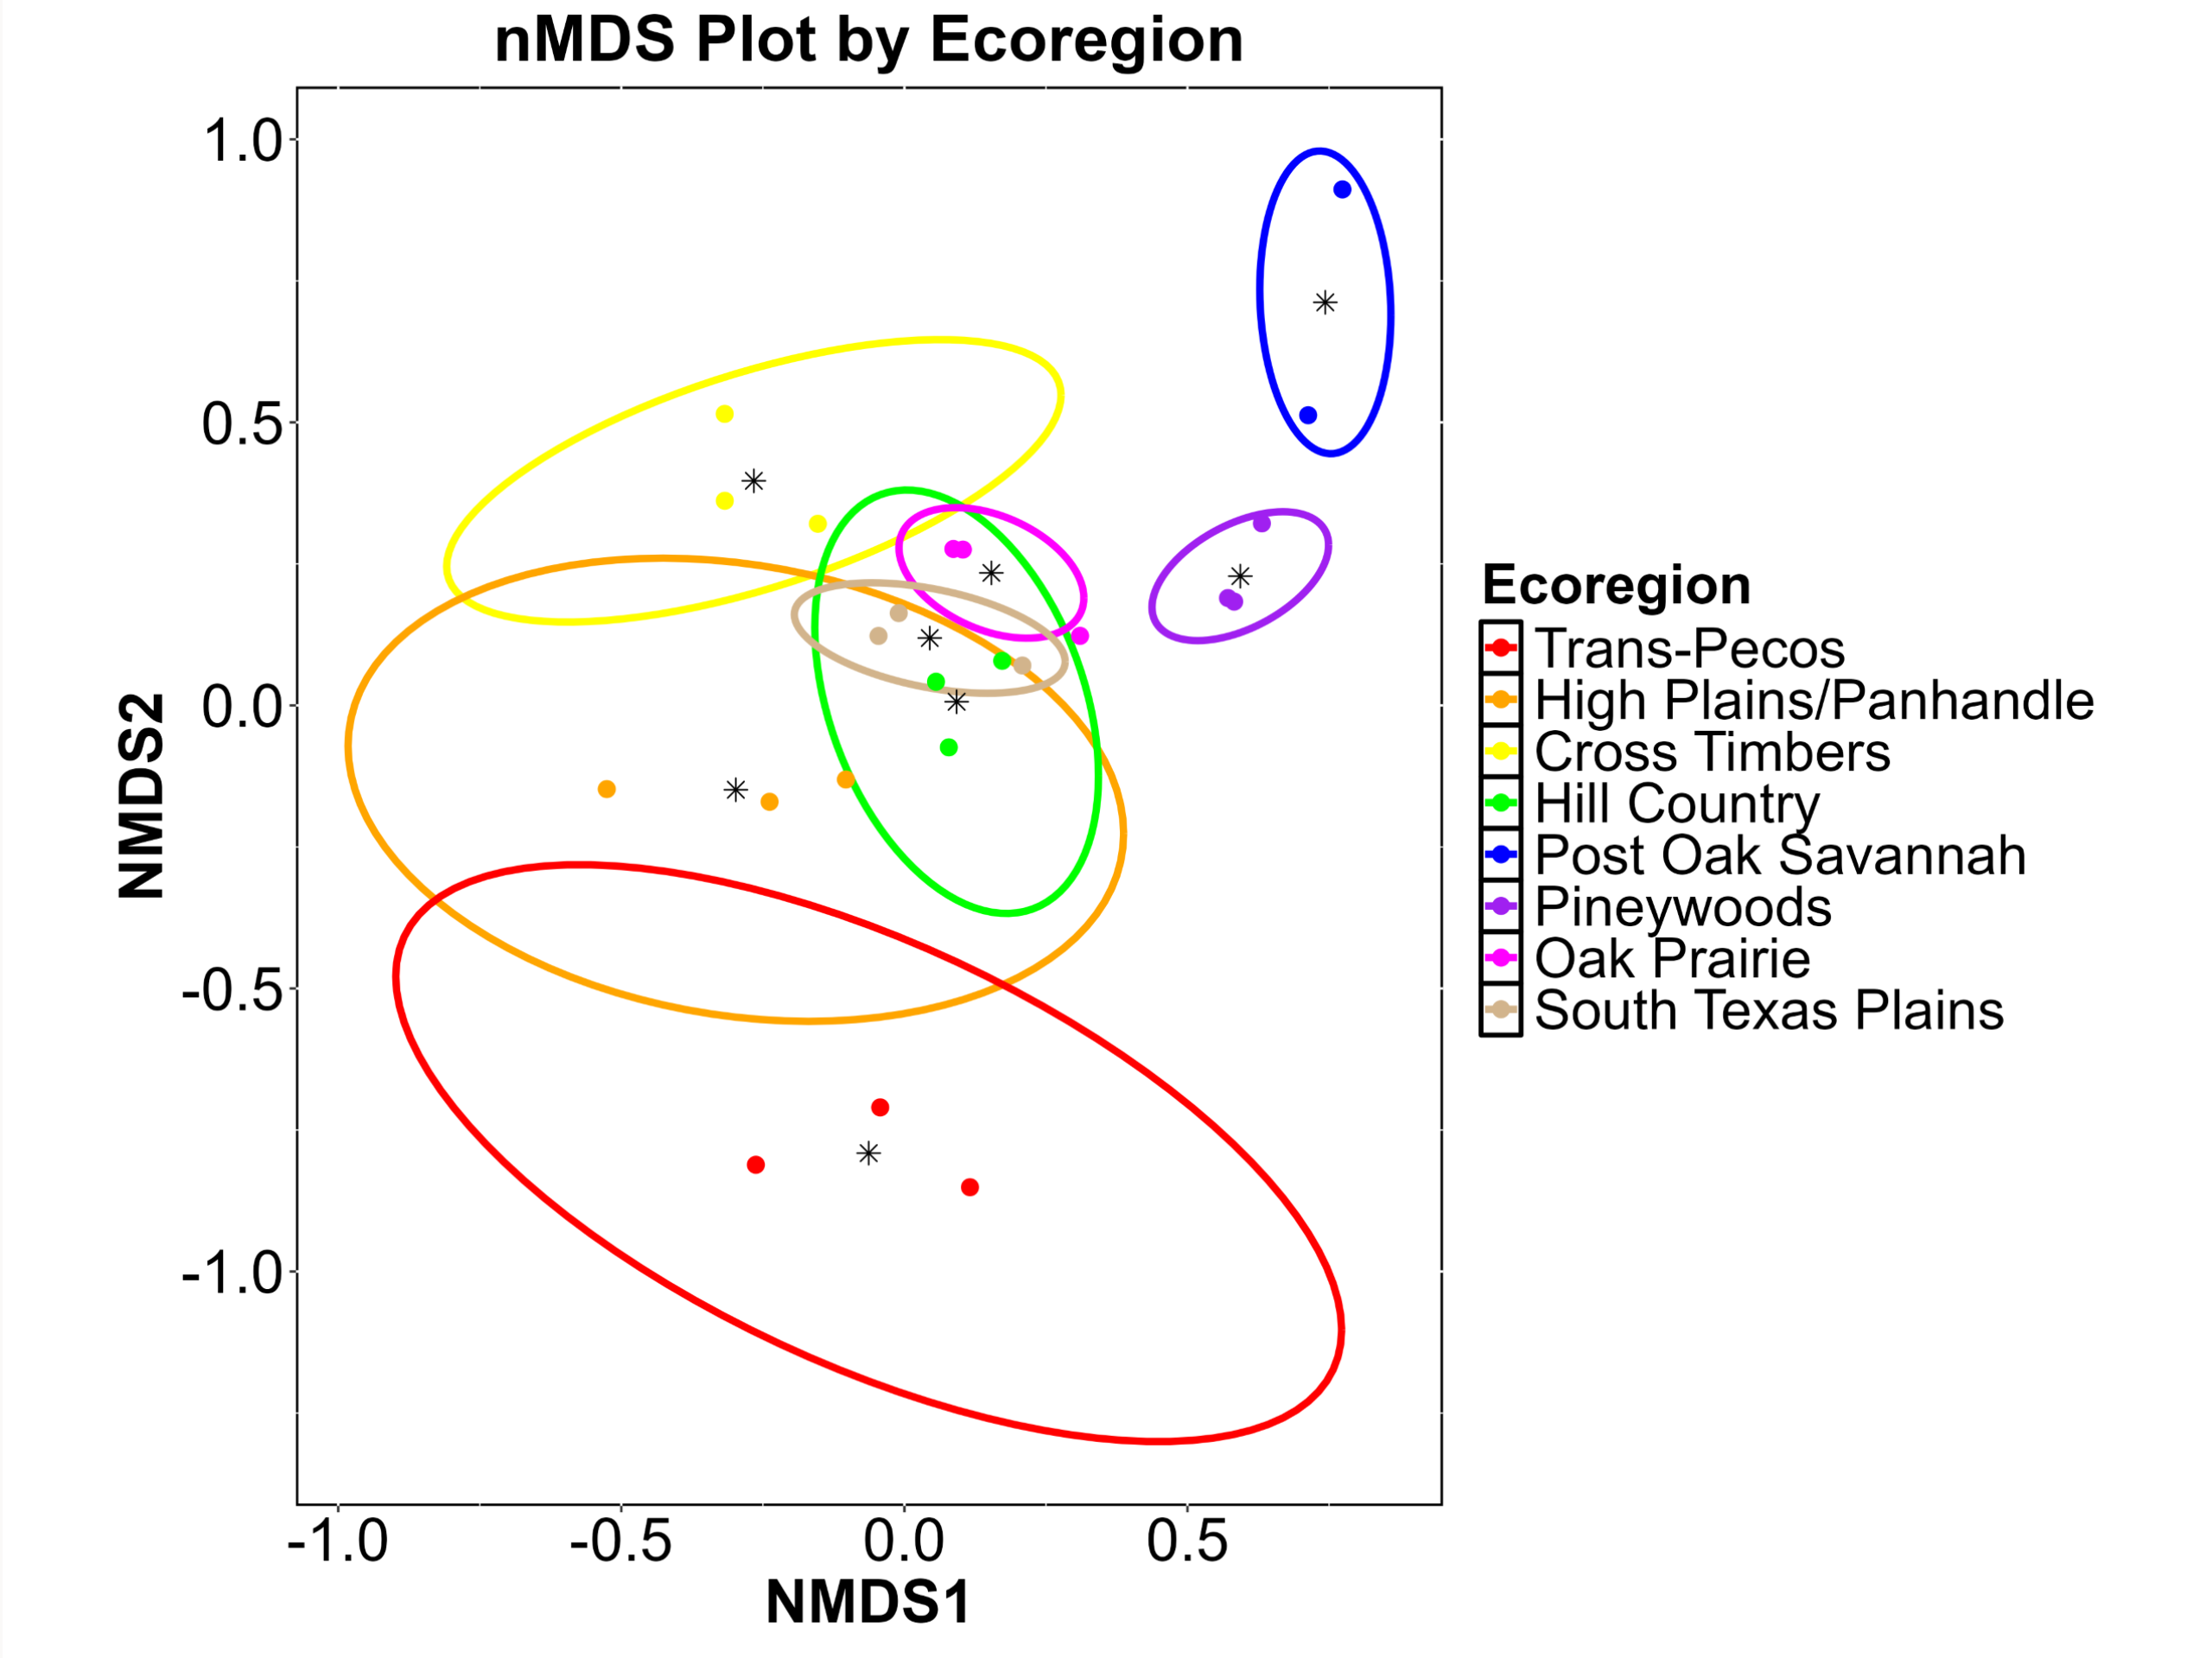 nMDS Plot by Ecoregion
1.0
0.5
0.0
-0.5
-1.0
NMDS2
-1.0 -0.5 0.0 0.5
NMDS1
Ecoregion
Trans-Pecos
High Plains/Panhandle
Cross Timbers
Hill Country
Post Oak Savannah
Pineywoods
Oak Prairie
South Texas Plains